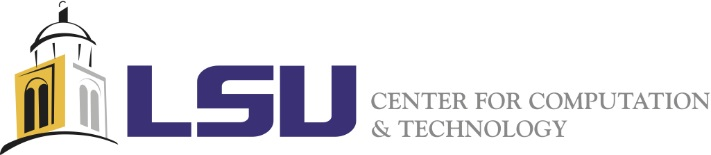 LSU
CENTER FOR COMPUTATION
& TECHNOLOGY